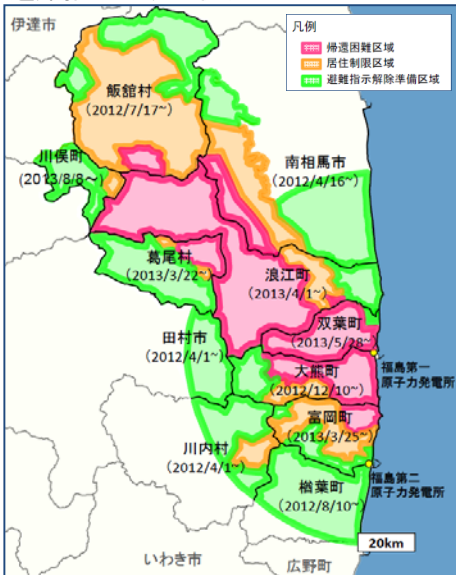 伊達市
凡例
帰還困難区域
居住制限区域
避難指示解除準備区域
飯舘村
(2012/7/17~)
川俣町
(2013/8/8~)
南相馬市
(2012/4/16~)
葛尾村
(2013/3/22~)
浪江町
(2013/4/1~)
双葉町
(2013/5/28~)
田村市
(2012/4/1~)
福島第一
原子力発電所
大熊町
(2012/12/10~)
富岡町
(2013/3/25~)
川内村
(2012/4/1~)
福島第二
原子力発電所
楢葉町
(2012/8/10~)
20km
いわき市
広野町